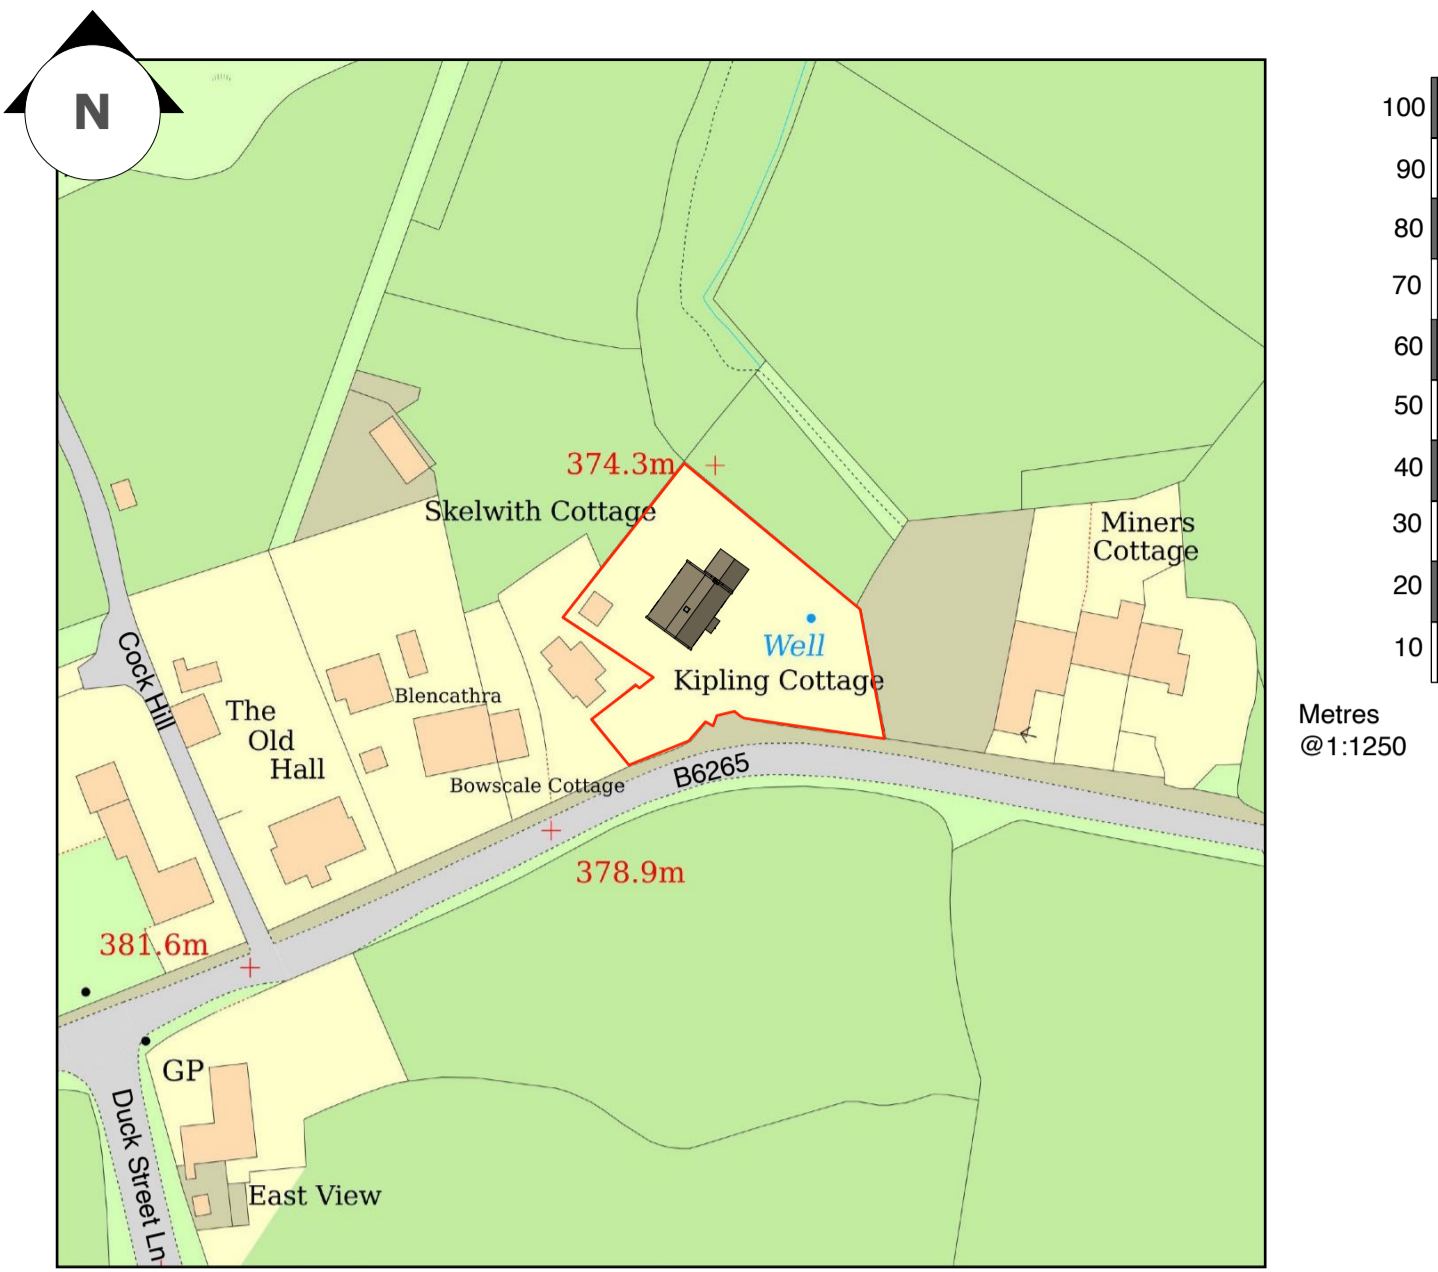 N
100
90
80
70
60
50
40
30
20
10
Metres
@1:1250
374.3m
Skelwith Cottage
Miners
Cottage
Well
Kipling Cottage
Cock Hill
Blencathra
The
Old
Hall
Bowscale Cottage
B6265
378.9m
381.6m
GP
Duck Street Ln
East View